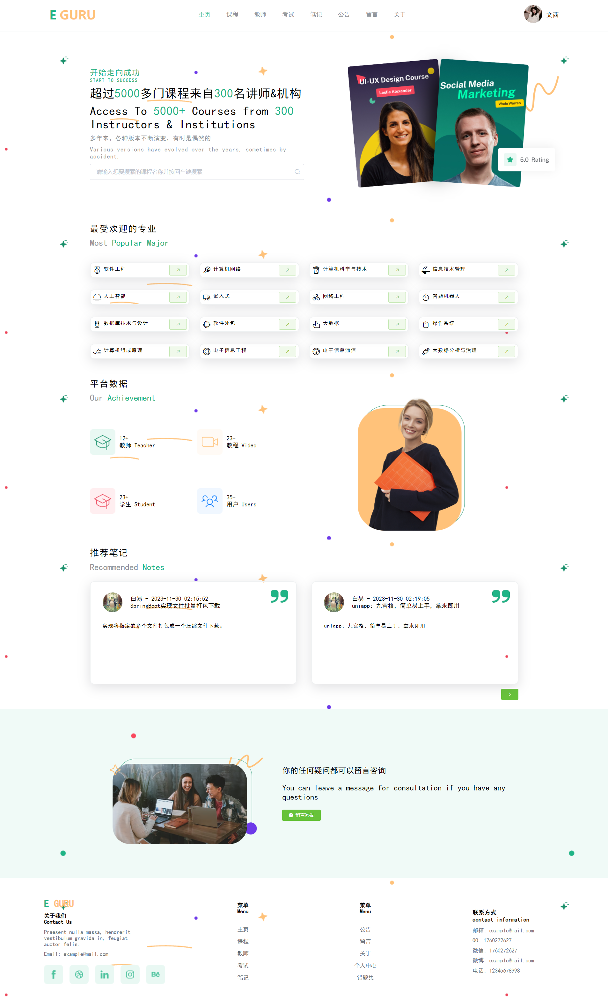 E GURU
主页
课程
教师
考试
笔记
公告
留言
关于
文西
开始走向成功
START TO SUCCESS
超过5000多门课程来自300名讲师&机构
Access To 5000+ Courses from 300
Instructors & Institutions
多年来，各种版本不断演变，有时是偶然的
Various versions have evolved over the years, sometimes by
accident,
请输入想要搜索的课程名称并按回车键搜索
UI-UX Design Course
Leslie Alexander
Social Media
Marketing
Wade Warren
5.0 Rating
最受欢迎的专业
Most Popular Major
软件工程
计算机网络
计算机科学与技术
信息技术管理
人工智能
嵌入式
网络工程
智能机器人
数据库技术与设计
软件外包
大数据
操作系统
计算机组成原理
电子信息工程
电子信息通信
大数据分析与治理
平台数据
Our Achievement
12+
教师 Teacher
23+
教程 Video
23+
学生 Student
35+
用户 Users
推荐笔记
Recommended Notes
白易 - 2023-11-30 02:15:52
SpringBoot实现文件批量打包下载
实现将指定的多个文件打包成一个压缩文件下载。
白易 - 2023-11-30 02:19:05
uniapp：九宫格，简单易上手，拿来即用
uniapp：九宫格，简单易上手，拿来即用
你的任何疑问都可以留言咨询
You can leave a message for consultation if you have any
questions
留言咨询
E GURU
关于我们
Contact Us
Praesent nulla massa, hendrerit
vestibulum gravida in, feugiat
auctor felis.
Email: example@mail.com
菜单
Menu
主页
课程
教师
考试
笔记
菜单
Menu
公告
留言
关于
个人中心
错题集
联系方式
contact information
邮箱: example@mail.com
QQ: 1760272627
微信: 1760272627
微博: example@mail.com
电话: 12345678998